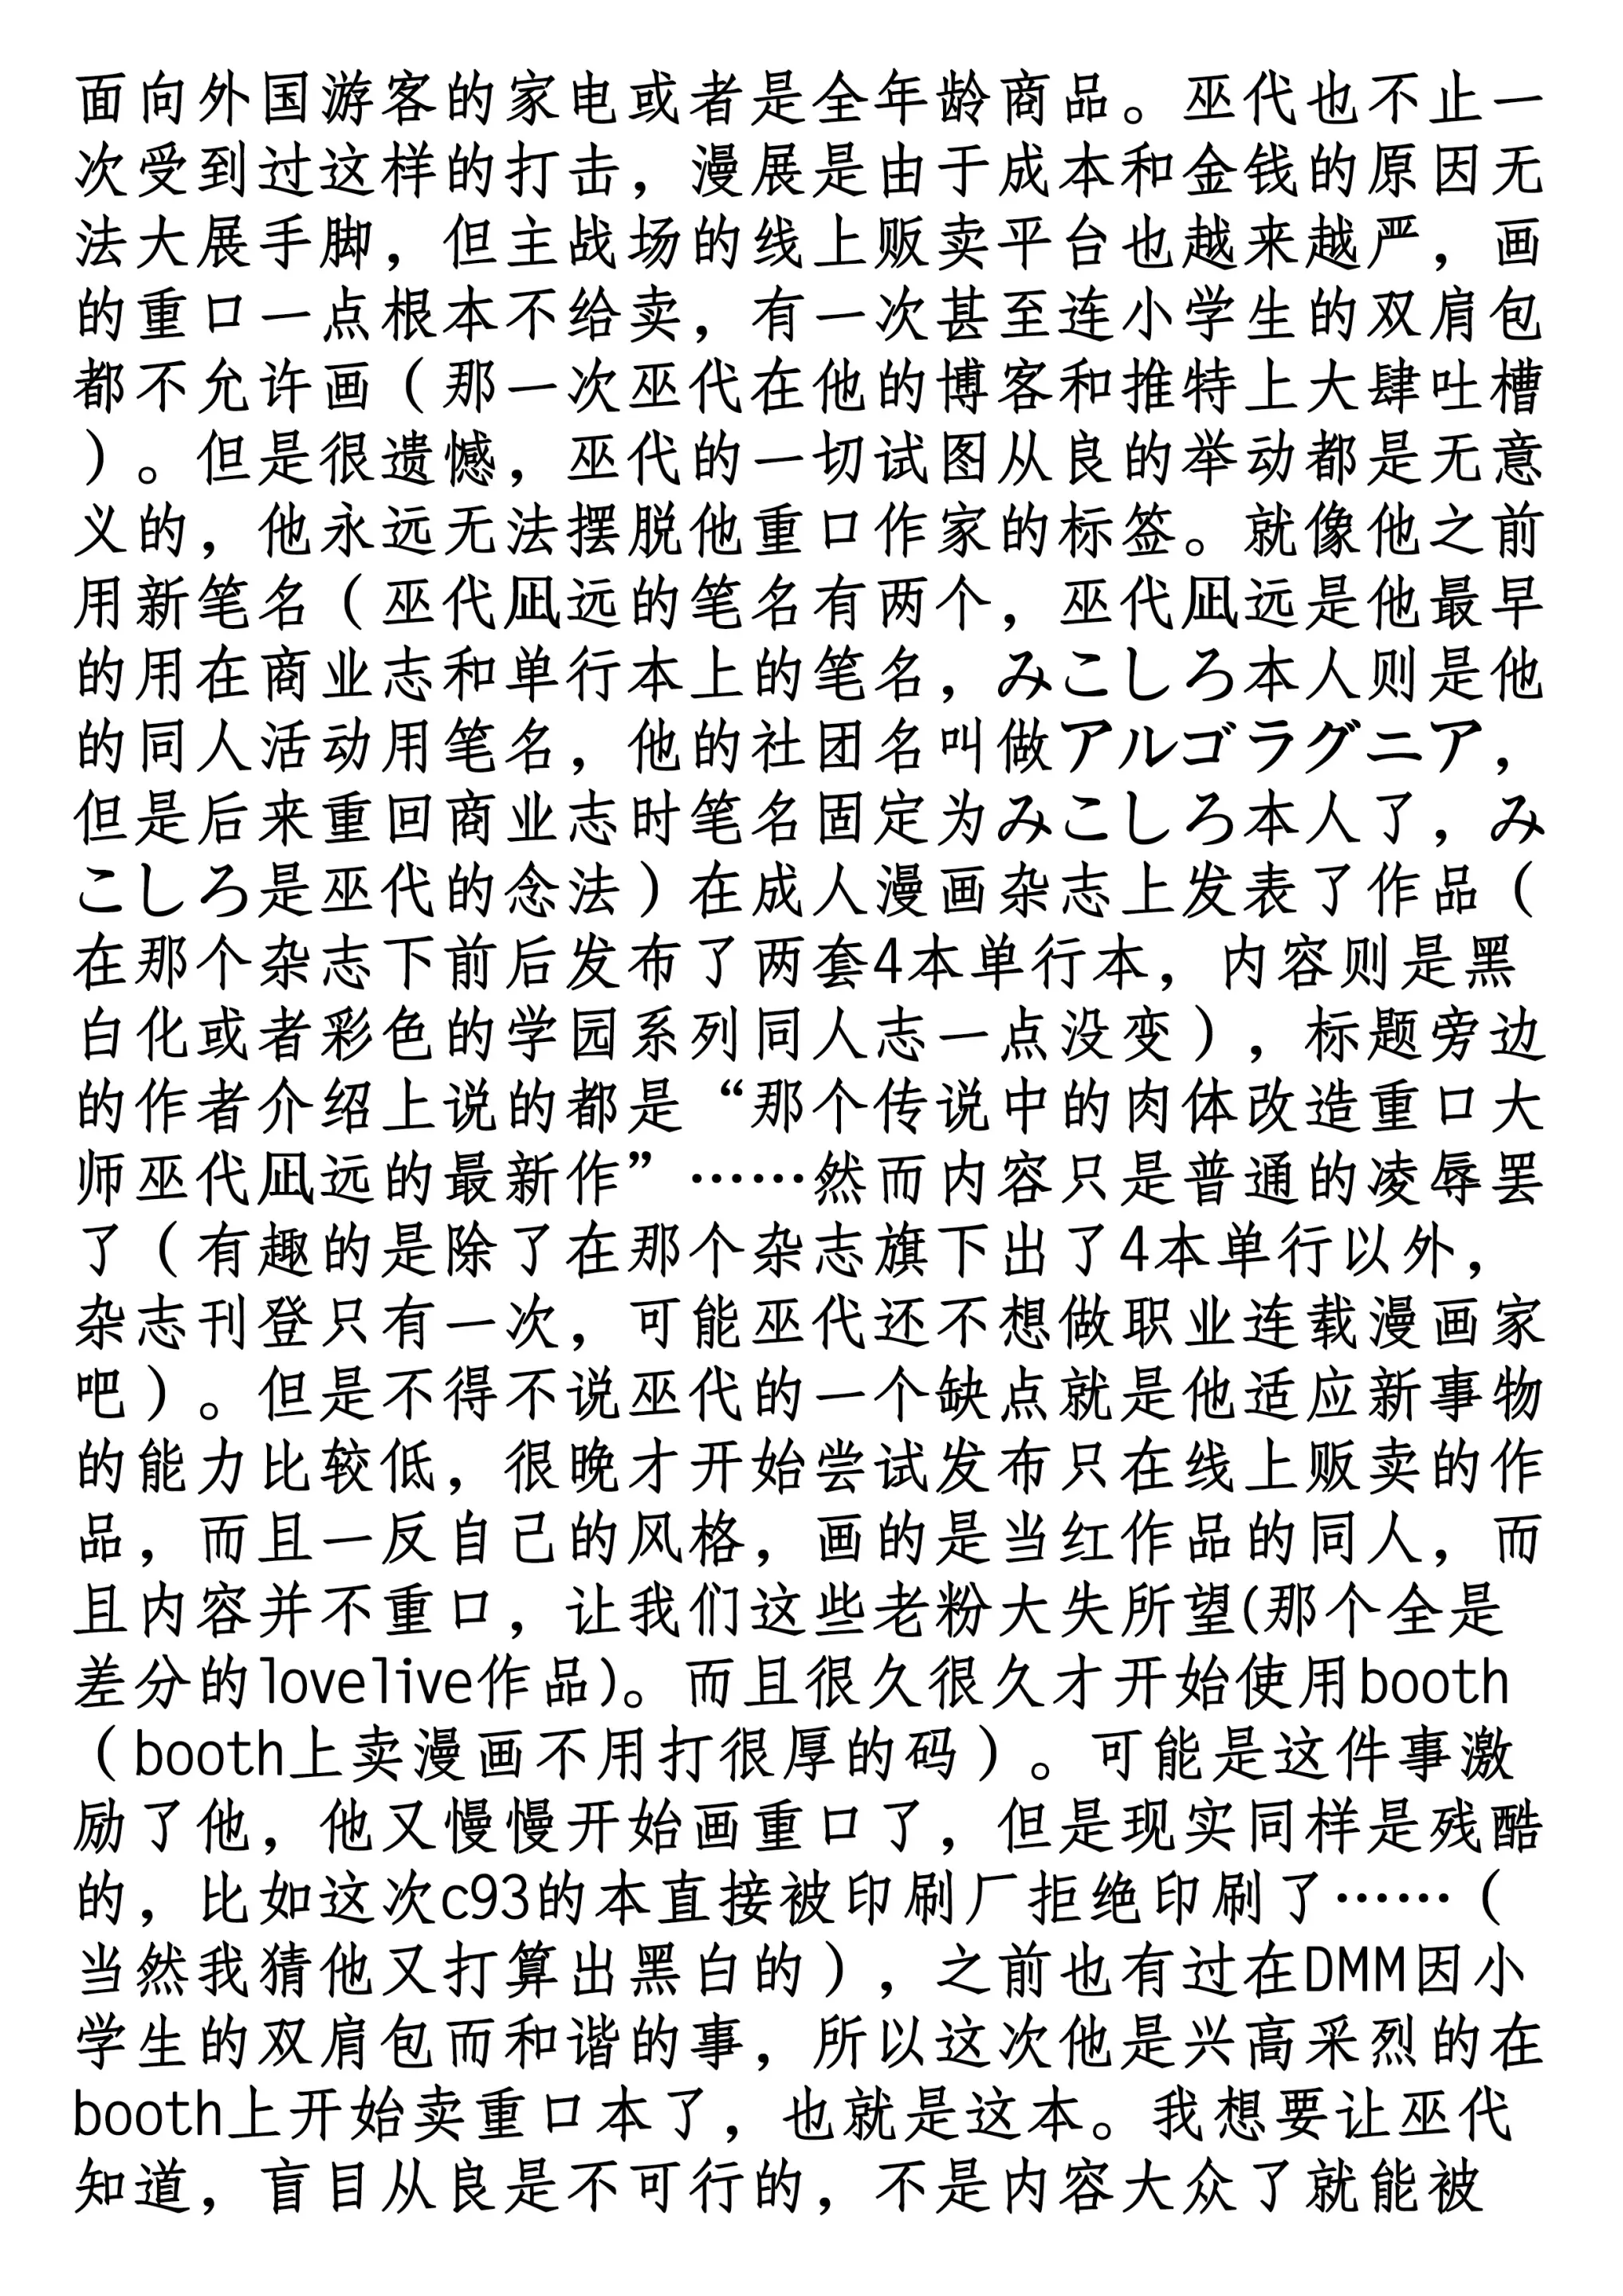 面向外国游客的家电或者是全年龄商品。巫代也不止一
次受到过这样的打击，漫展是由于成本和金钱的原因无
法大展手脚，但主战场的线上贩卖平台也越来越严，画
的重口一点根本不给卖，有一次甚至连小学生的双肩包
都不允许画（那一次巫代在他的博客和推特上大肆吐槽
）。但是很遗憾，巫代的一切试图从良的举动都是无意
义的，他永远无法摆脱他重口作家的标签。就像他之前
用新笔名（巫代凪远的笔名有两个，巫代凪远是他最早
的用在商业志和单行本上的笔名，みこしろ本人则是他
的同人活动用笔名，他的社团名叫做アルゴラグニア，
但是后来重回商业志时笔名固定为みこしろ本人了，み
こしろ是巫代的念法）在成人漫画杂志上发表了作品（
在那个杂志下前后发布了两套4本单行本，内容则是黑
白化或者彩色的学园系列同人志一点没变），标题旁边
的作者介绍上说的都是“那个传说中的肉体改造重口大
师巫代凪远的最新作”……然而内容只是普通的凌辱罢
了（有趣的是除了在那个杂志旗下出了4本单行以外，
杂志刊登只有一次，可能巫代还不想做职业连载漫画家
吧）。但是不得不说巫代的一个缺点就是他适应新事物
的能力比较低，很晚才开始尝试发布只在线上贩卖的作
品，而且一反自己的风格，画的是当红作品的同人，而
且内容并不重口，让我们这些老粉大失所望(那个全是
差分的lovelive作品)。而且很久很久才开始使用booth
（booth上卖漫画不用打很厚的码）。可能是这件事激
励了他，他又慢慢开始画重口了，但是现实同样是残酷
的，比如这次c93的本直接被印刷厂拒绝印刷了……（
当然我猜他又打算出黑白的），之前也有过在DMM因小
学生的双肩包而和谐的事，所以这次他是兴高采烈的在
booth上开始卖重口本了，也就是这本。我想要让巫代
知道，盲目从良是不可行的，不是内容大众了就能被